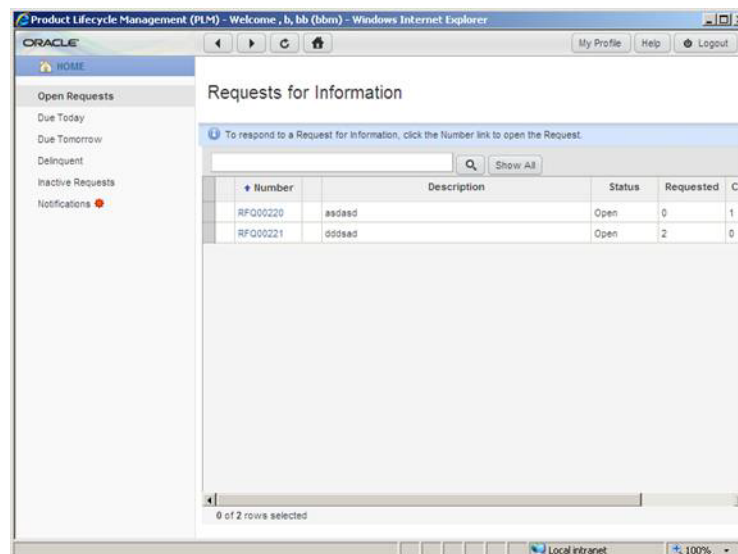 Product Lifecycle Management (PLM) - Welcome , b, bb (bbm) - Windows Internet Explorer
ORACLE My Profile Help Logout
HOME
Open Requests
Due Today
Due Tomorrow
Delinquent
Inactive Requests
Notifications
Requests for Information
To respond to a Request for Information, click the Number link to open the Request.
Show All
Number Description Status Requested C
RFQ00220 asdasd Open 0 1
RFQ00221 dddsad Open 2 0
0 of 2 rows selected
Local intranet 100%